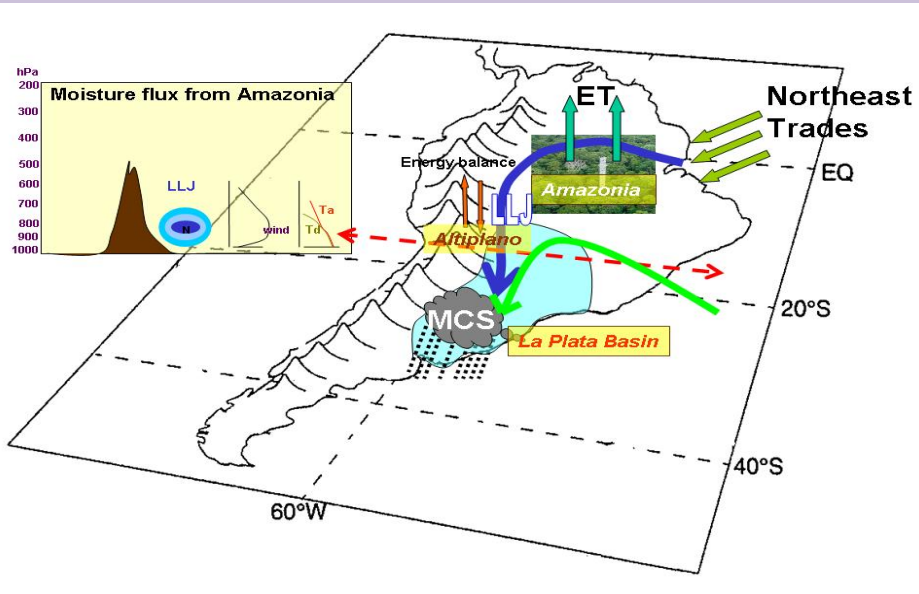 hPa
200
300
400
500
600
700
800
900
1000
Moisture flux from Amazonia
LLJ
N
wind
Ta
Td
Energy balance
ET
Northeast
Trades
EQ
Amazonia
LLJ
Altiplano
20°S
MCS
La Plata Basin
40°S
60°W